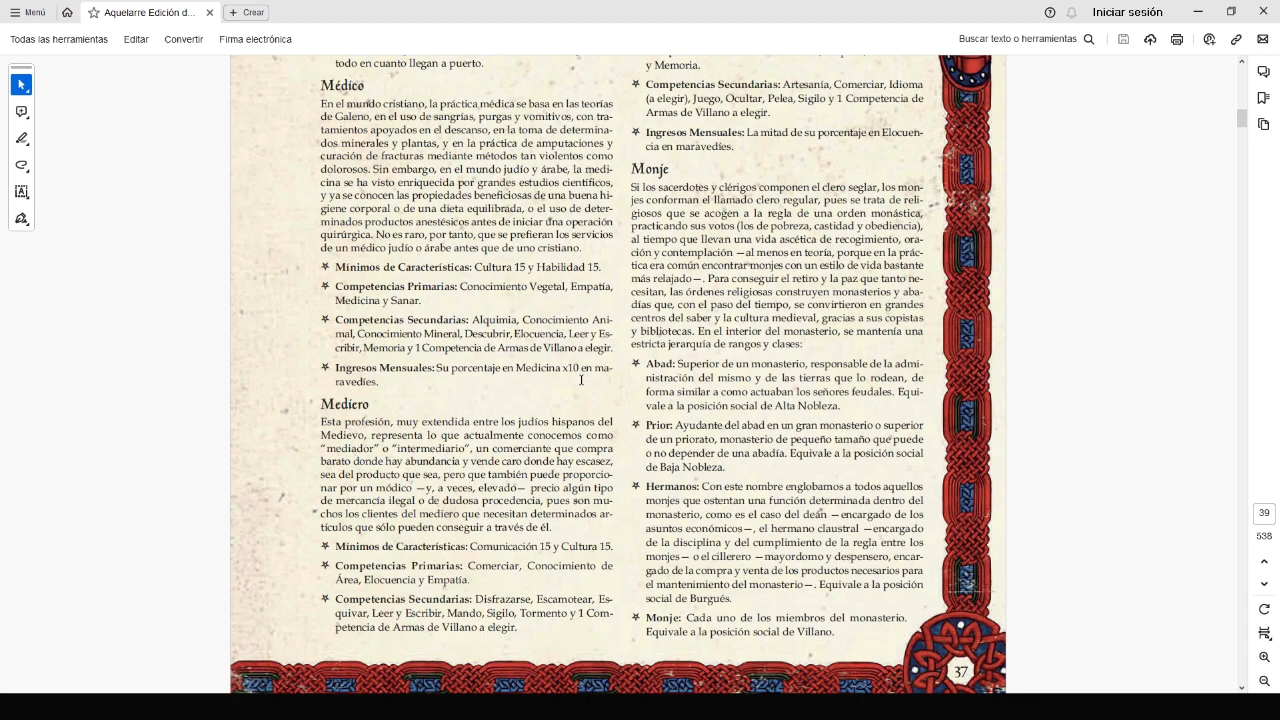 Menú
Aquelarre Edición d...
Crear
Iniciar sesión
Todas las herramientas
Editar
Convertir
Firma electrónica
Buscar texto o herramientas
todo en cuanto llegan a puerto.
Médico
En el mundo cristiano, la práctica médica se basa en las teorías
de Galeno, en el uso de sangrías, purgas y vomitivos, con tra-
tamientos apoyados en el descanso, en la toma de determina-
dos minerales y plantas, y en la práctica de amputaciones y
curación de fracturas mediante métodos tan violentos como
dolorosos. Sin embargo, en el mundo judío y árabe, la medi-
cina se ha visto enriquecida por grandes estudios científicos,
y ya se conocen las propiedades beneficiosas de una buena hi-
giene corporal o de una dieta equilibrada, o el uso de deter-
minados productos anestésicos antes de iniciar una operación
quirúrgica. No es raro, por tanto, que se prefieran los servicios
de un médico judío o árabe antes que de uno cristiano.
Mínimos de Características: Cultura 15 y Habilidad 15.
Competencias Primarias: Conocimiento Vegetal, Empatía,
Medicina y Sanar.
Competencias Secundarias: Alquimia, Conocimiento Ani-
mal, Conocimiento Mineral, Descubrir, Elocuencia, Leer y Es-
cribir, Memoria y 1 Competencia de Armas de Villano a elegir.
Ingresos Mensuales: Su porcentaje en Medicina x10 en ma-
ravedíes.
Mediero
Esta profesión, muy extendida entre los judíos hispanos del
Medievo, representa lo que actualmente conocemos como
“mediador” o “intermediario”, un comerciante que compra
barato donde hay abundancia y vende caro donde hay escasez,
sea del producto que sea, pero que también puede proporcio-
nar por un módico —y, a veces, elevado— precio algún tipo
de mercancía ilegal o de dudosa procedencia, pues son mu-
chos los clientes del mediero que necesitan determinados ar-
tículos que sólo pueden conseguir a través de él.
Mínimos de Características: Comunicación 15 y Cultura 15.
Competencias Primarias: Comerciar, Conocimiento de
Área, Elocuencia y Empatía.
Competencias Secundarias: Disfrazarse, Escamotear, Es-
quivar, Leer y Escribir, Mando, Sigilo, Tormento y 1 Com-
petencia de Armas de Villano a elegir.
y Memoria.
Competencias Secundarias: Artesanía, Comerciar, Idioma
(a elegir), Juego, Ocultar, Pelea, Sigilo y 1 Competencia de
Armas de Villano a elegir.
Ingresos Mensuales: La mitad de su porcentaje en Elocuen-
cia en maravedíes.
Monje
Si los sacerdotes y clérigos componen el clero seglar, los mon-
jes conforman el llamado clero regular, pues se trata de reli-
giosos que se acogen a la regla de una orden monástica,
practicando sus votos (los de pobreza, castidad y obediencia),
al tiempo que llevan una vida ascética de recogimiento, ora-
ción y contemplación —al menos en teoría, porque en la prác-
tica era común encontrar monjes con un estilo de vida bastante
más relajado—. Para conseguir el retiro y la paz que tanto ne-
cesitan, las órdenes religiosas construyen monasterios y aba-
días que, con el paso del tiempo, se convirtieron en grandes
centros del saber y la cultura medieval, gracias a sus copistas
y bibliotecas. En el interior del monasterio, se mantenía una
estricta jerarquía de rangos y clases:
Abad: Superior de un monasterio, responsable de la admi-
nistración del mismo y de las tierras que lo rodean, de
forma similar a como actuaban los señores feudales. Equi-
vale a la posición social de Alta Nobleza.
Prior: Ayudante del abad en un gran monasterio o superior
de un priorato, monasterio de pequeño tamaño que puede
o no depender de una abadía. Equivale a la posición social
de Baja Nobleza.
Hermanos: Con este nombre englobamos a todos aquellos
monjes que ostentan una función determinada dentro del
monasterio, como es el caso del deán —encargado de los
asuntos económicos—, el hermano claustral —encargado
de la disciplina y del cumplimiento de la regla entre los
monjes— o el cillerero —mayordomo y despensero, encar-
gado de la compra y venta de los productos necesarios para
el mantenimiento del monasterio—. Equivale a la posición
social de Burgués.
Monje: Cada uno de los miembros del monasterio.
Equivale a la posición social de Villano.
37
39
538